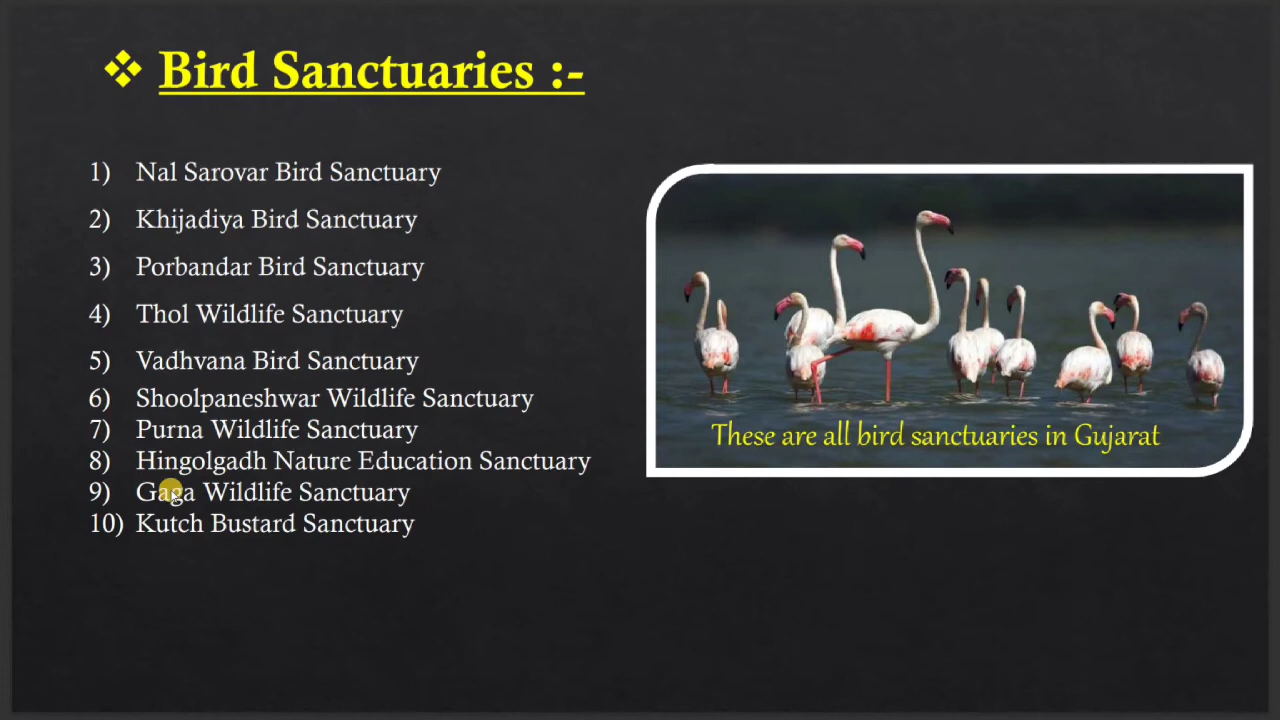 ❖ Bird Sanctuaries :-
1) Nal Sarovar Bird Sanctuary
2) Khijadiya Bird Sanctuary
3) Porbandar Bird Sanctuary
4) Thol Wildlife Sanctuary
5) Vadhvana Bird Sanctuary
6) Shoolpaneshwar Wildlife Sanctuary
7) Purna Wildlife Sanctuary
8) Hingolgadh Nature Education Sanctuary
9) Gaga Wildlife Sanctuary
10) Kutch Bustard Sanctuary
These are all bird sanctuaries in Gujarat